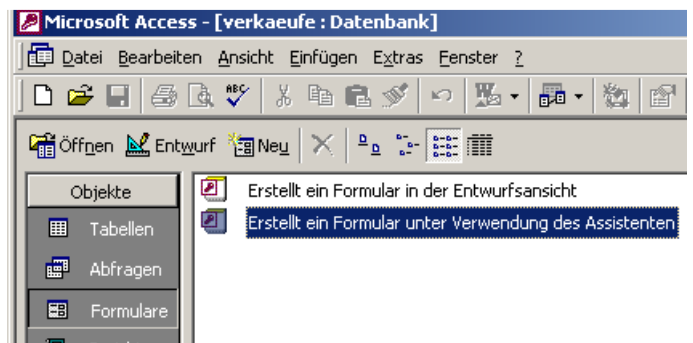 Microsoft Access - [verkaeufe : Datenbank]
Datei Bearbeiten Ansicht Einfügen Extras Fenster ?
ABC
Öffnen Entwurf Neu
Objekte
Erstellt ein Formular in der Entwurfsansicht
Erstellt ein Formular unter Verwendung des Assistenten
Tabellen
Abfragen
Formulare